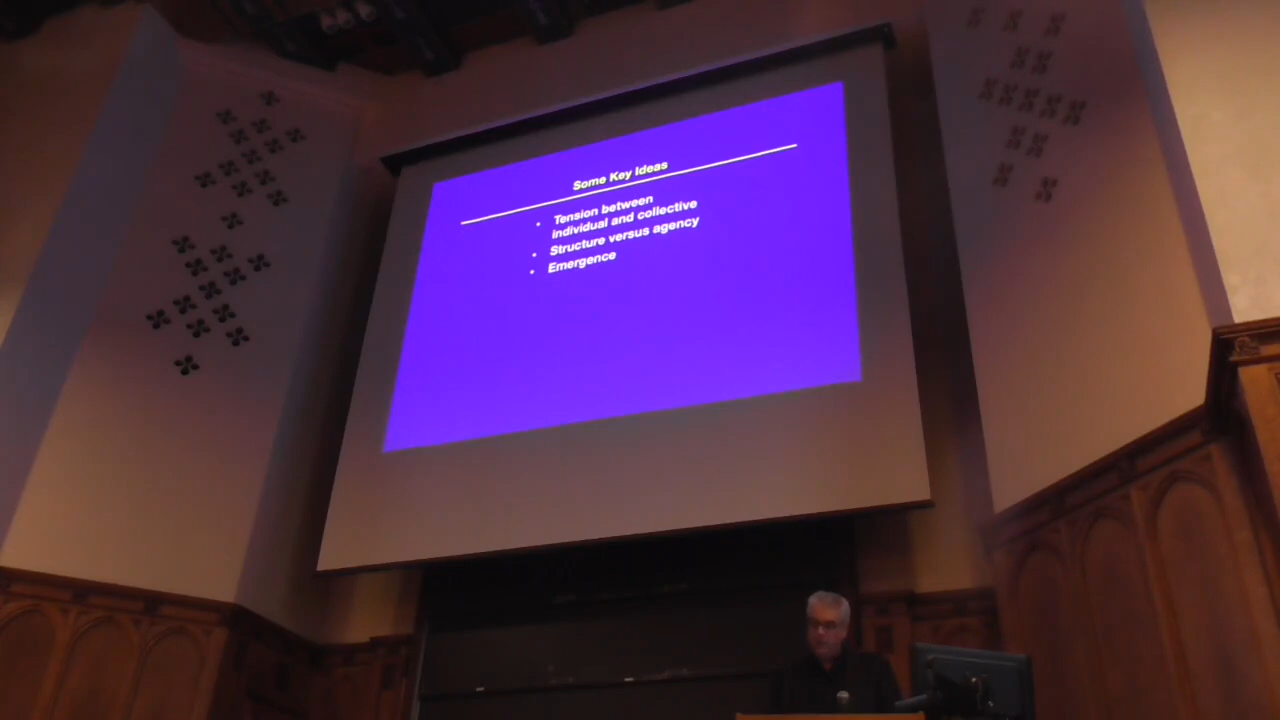 Some Key Ideas
• Tension between
individual and collective
• Structure versus agency
• Emergence